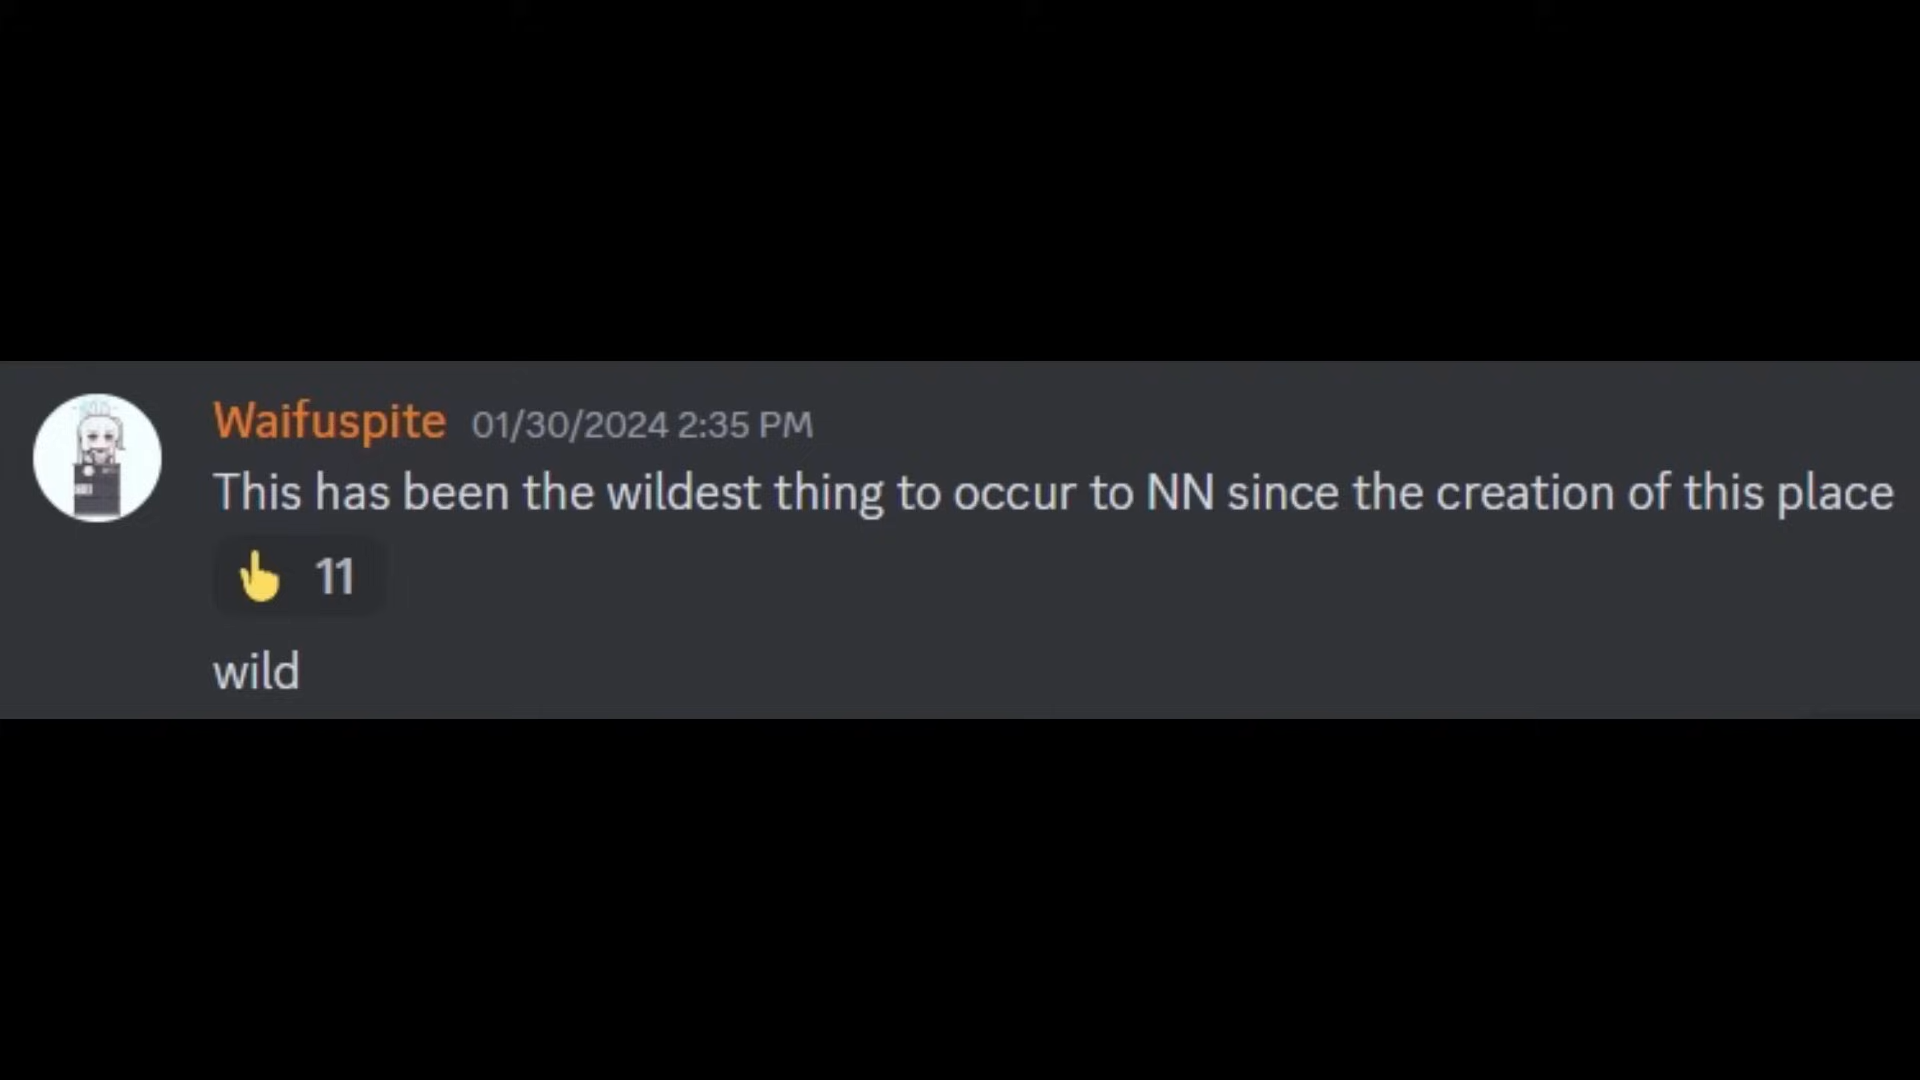 Waifuspite 01/30/2024 2:35 PM
This has been the wildest thing to occur to NN since the creation of this place
👆 11
wild